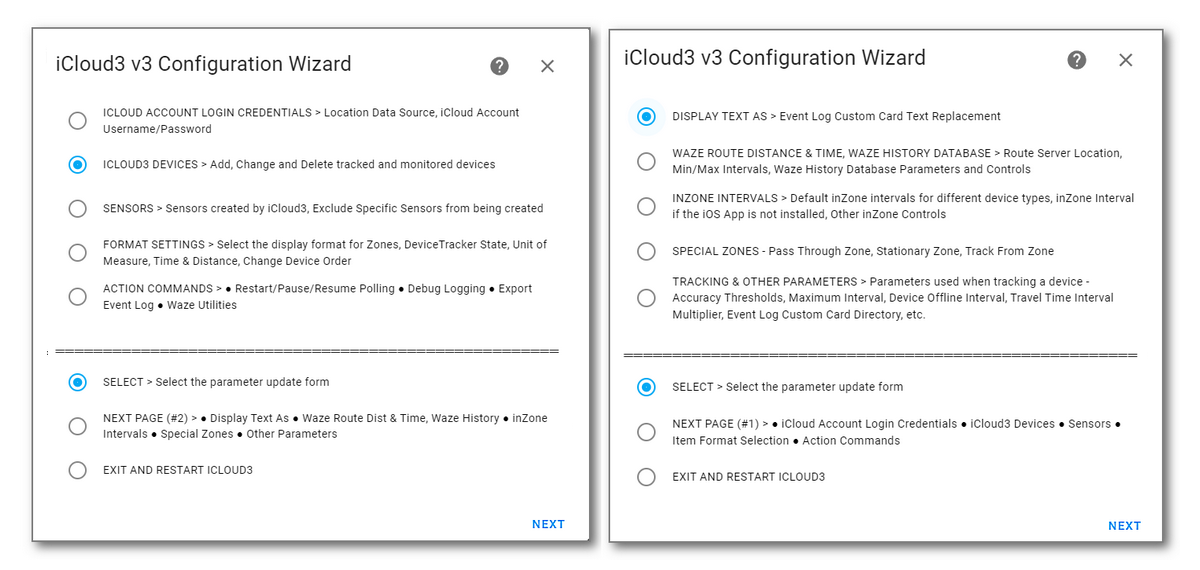 iCloud3 v3 Configuration Wizard
ICLOUD ACCOUNT LOGIN CREDENTIALS > Location Data Source, iCloud Account
Username/Password
ICLOUD3 DEVICES > Add, Change and Delete tracked and monitored devices
SENSORS > Sensors created by iCloud3, Exclude Specific Sensors from being created
FORMAT SETTINGS > Select the display format for Zones, DeviceTracker State, Unit of
Measure, Time & Distance, Change Device Order
ACTION COMMANDS > ● Restart/Pause/Resume Polling ● Debug Logging ● Export
Event Log ● Waze Utilities
SELECT > Select the parameter update form
NEXT PAGE (#2) > ● Display Text As ● Waze Route Dist & Time, Waze History ● inZone
Intervals ● Special Zones ● Other Parameters
EXIT AND RESTART ICLOUD3
NEXT
iCloud3 v3 Configuration Wizard
DISPLAY TEXT AS > Event Log Custom Card Text Replacement
WAZE ROUTE DISTANCE & TIME, WAZE HISTORY DATABASE > Route Server Location,
Min/Max Intervals, Waze History Database Parameters and Controls
INZONE INTERVALS > Default inZone intervals for different device types, inZone Interval
if the iOS App is not installed, Other inZone Controls
SPECIAL ZONES - Pass Through Zone, Stationary Zone, Track From Zone
TRACKING & OTHER PARAMETERS > Parameters used when tracking a device -
Accuracy Thresholds, Maximum Interval, Device Offline Interval, Travel Time Interval
Multiplier, Event Log Custom Card Directory, etc.
SELECT > Select the parameter update form
NEXT PAGE (#1) > ● iCloud Account Login Credentials ● iCloud3 Devices ● Sensors ●
Item Format Selection ● Action Commands
EXIT AND RESTART ICLOUD3
NEXT